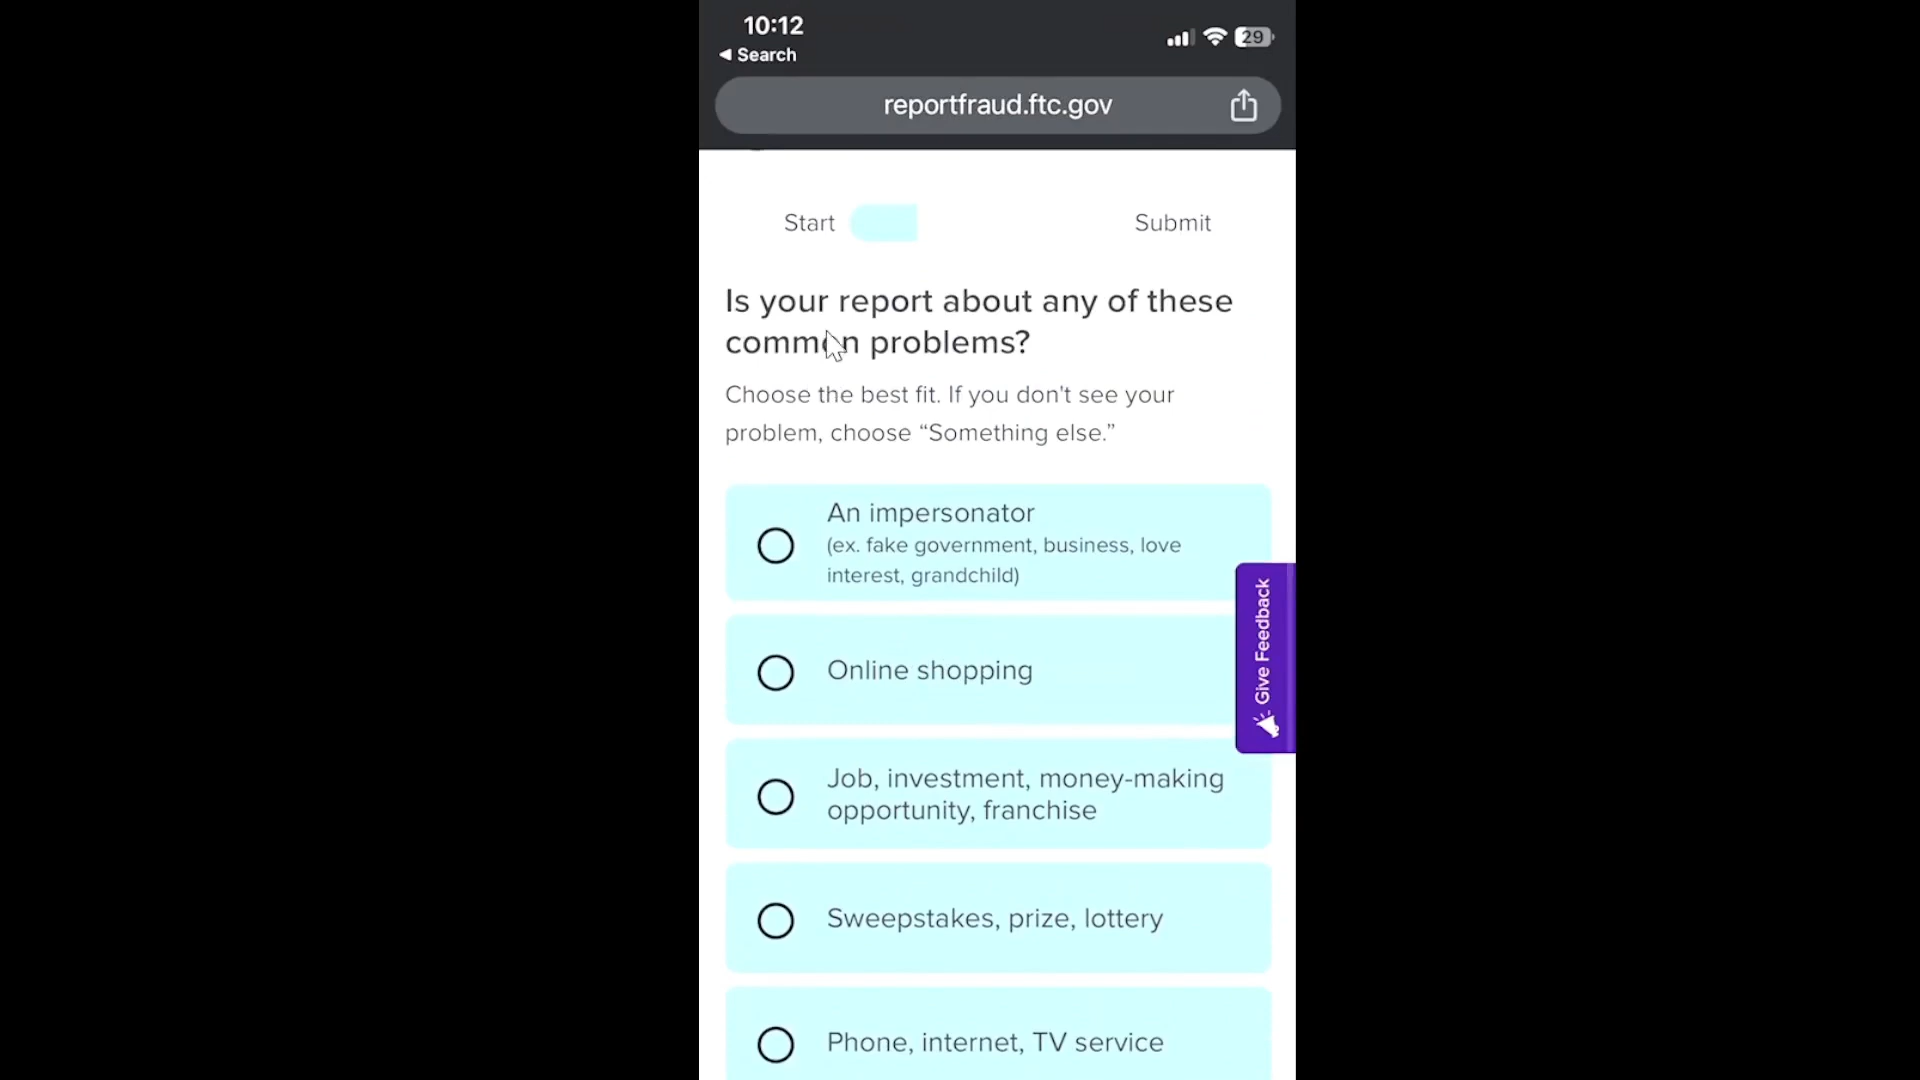 10:12
29
◀ Search
reportfraud.ftc.gov
Start
Submit
Is your report about any of these
common problems?
Choose the best fit. If you don't see your
problem, choose “Something else.”
An impersonator
(ex. fake government, business, love
interest, grandchild)
Online shopping
Give Feedback
Job, investment, money-making
opportunity, franchise
Sweepstakes, prize, lottery
Phone, internet, TV service